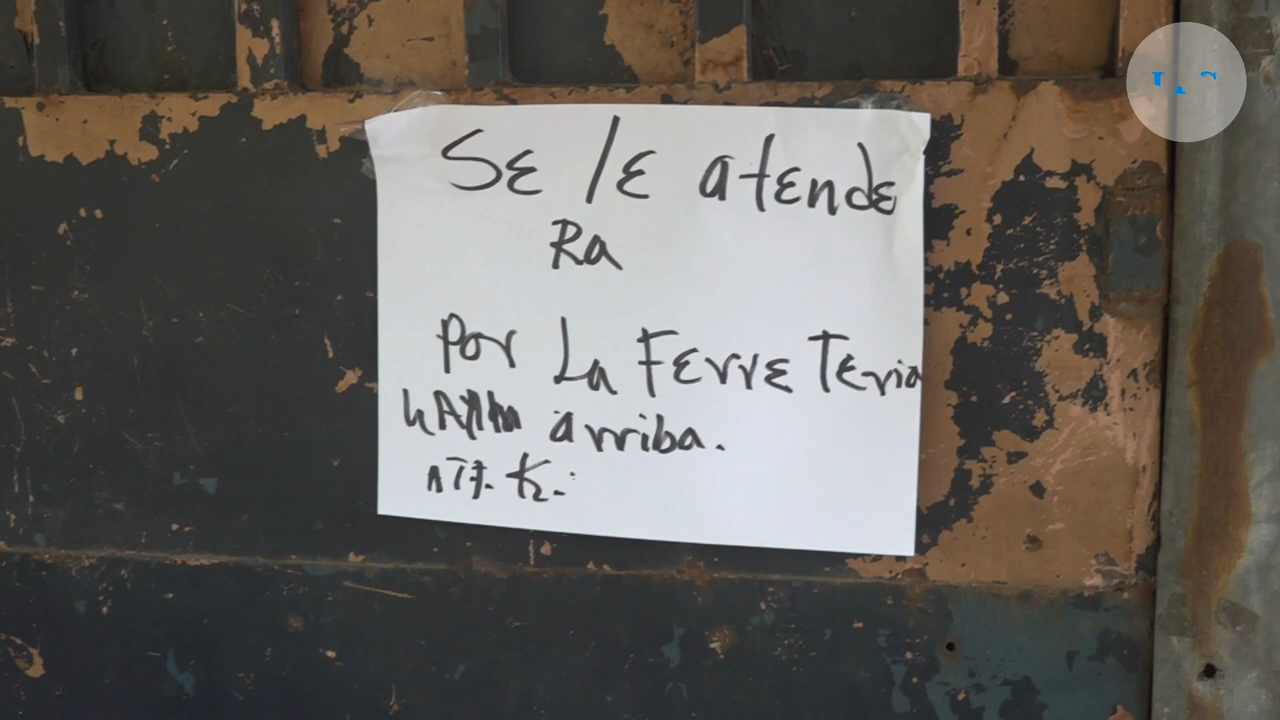 Se le atende
Ra
por La FerreTeria
arriba.